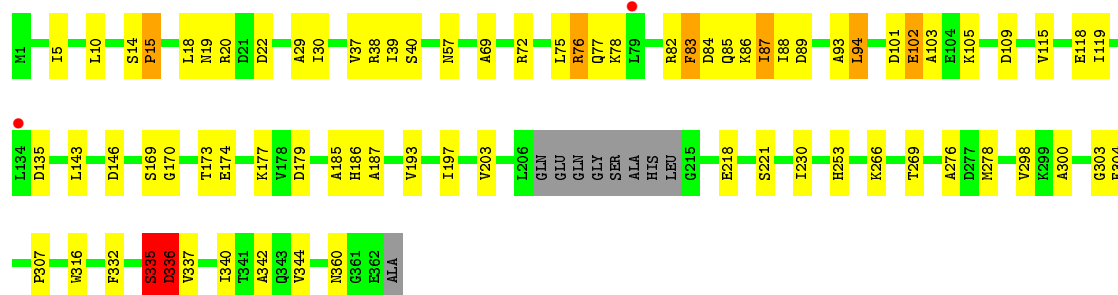 M1 I5 L10 S14 P15 L18 N19 R20 D21 D22 A29 I30 V37 R38 I39 S40 N57 A69 R72 L75 R76 Q77 K78 L79 R82 F83 D84 Q85 K86 I87 I88 D89 A93 L94 D101 E102 A103 E104 K105 D109 V115 E118 I119
L134 D135 L143 D146 S169 G170 T173 E174 K177 V178 D179 A185 H186 A187 V193 I197 V203 L206 GLN GLU GLN GLY SER ALA HIS LEU G215 E218 S221 I230 H253 K266 T269 A276 D277 M278 V298 K299 A300 G303
P307 W316 F332 S335 D336 V337 I340 T341 A342 Q343 V344 N360 G361 E362 ALA